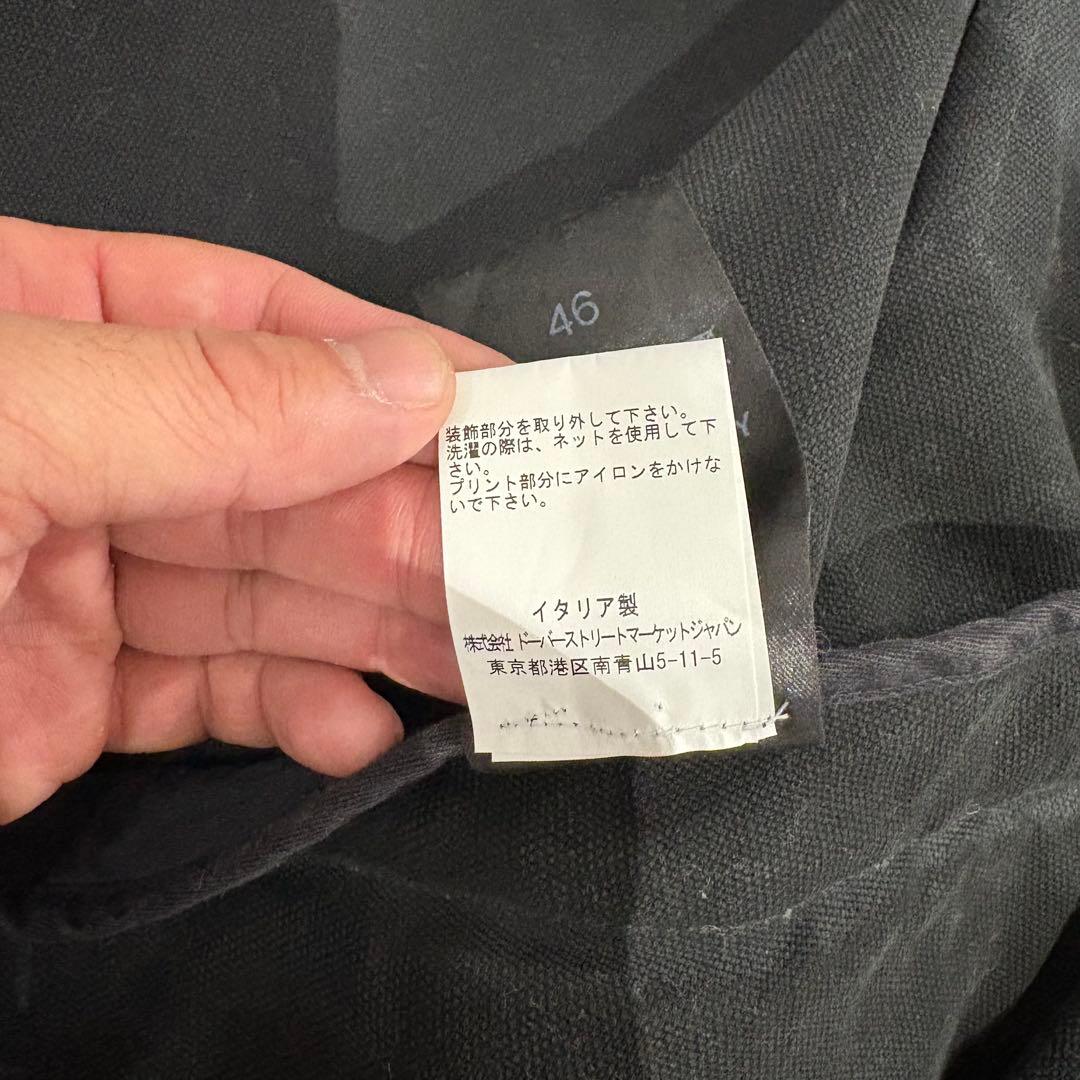 46
装飾部分を取り外して下さい。
洗濯の際は、ネットを使用して下
さい。
プリント部分にアイロンをかけな
いで下さい。
イタリア製
株式会社 ドーバーストリートマーケットジャパン
東京都港区南青山5-11-5